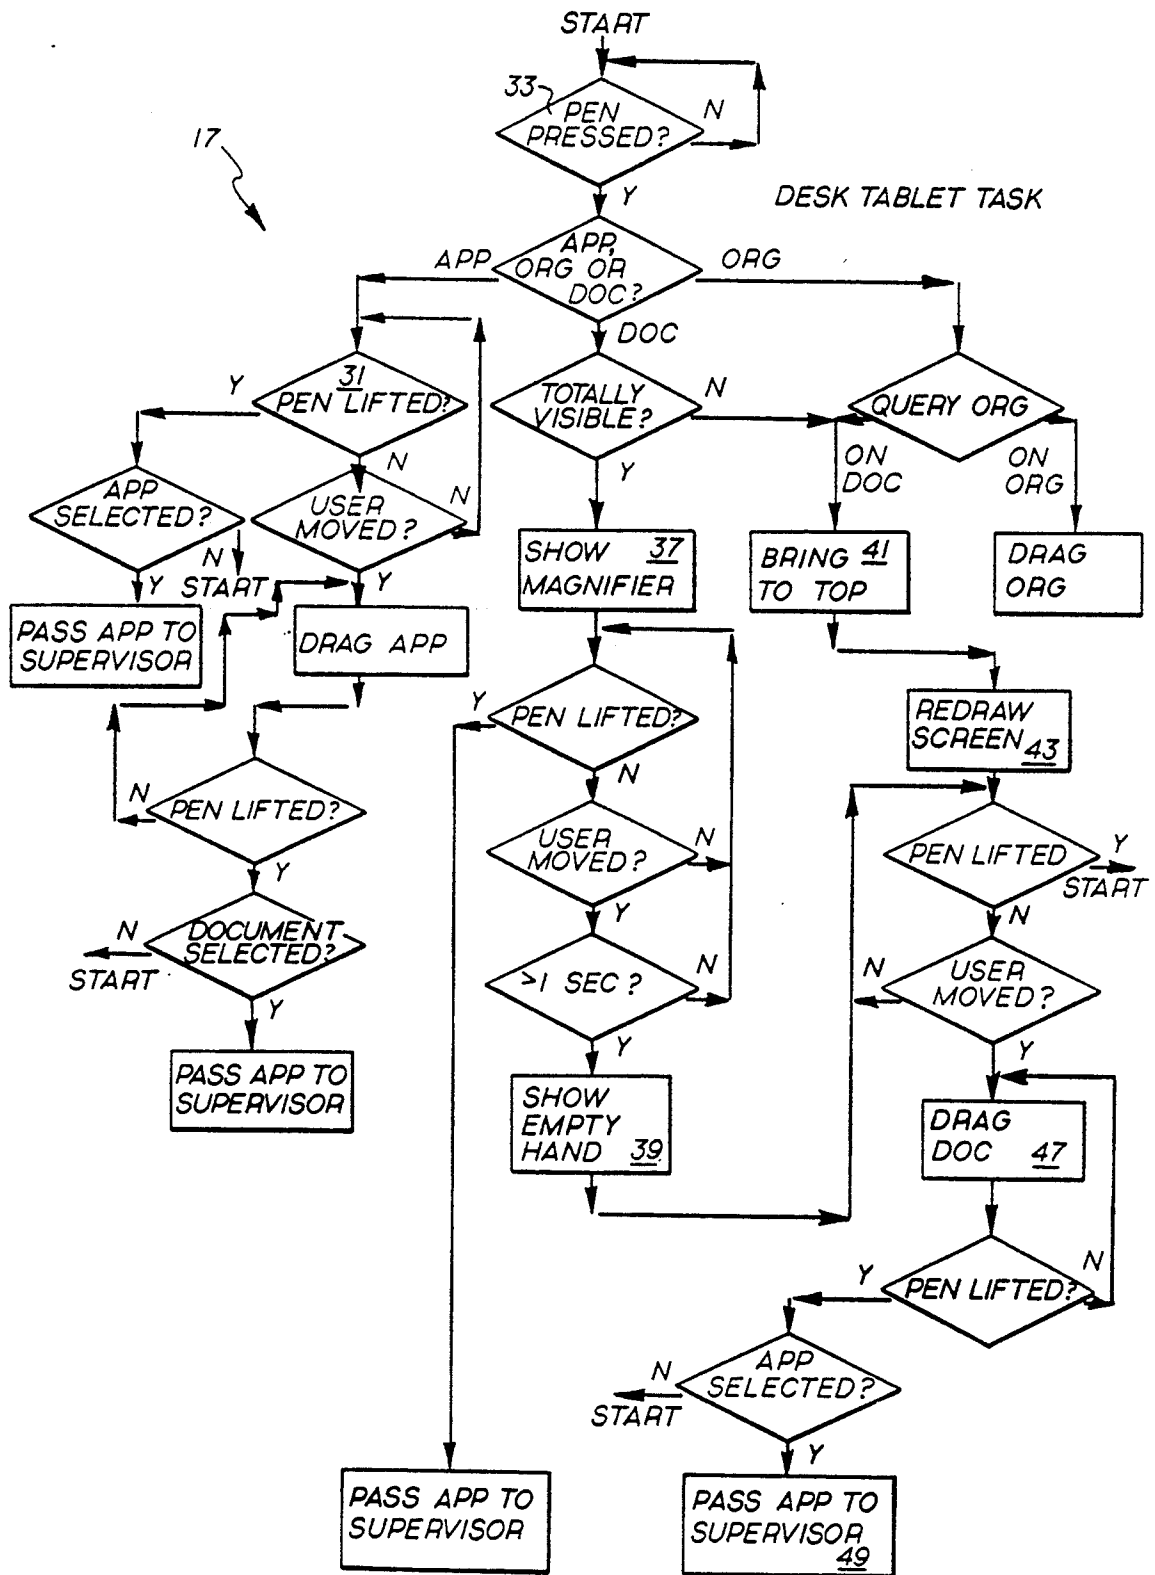 START
33
PEN
PRESSED?
N
17
Y
DESK TABLET TASK
APP
APP,
ORG OR
DOC?
ORG
DOC
Y
31
PEN LIFTED?
TOTALLY
VISIBLE?
N
QUERY ORG
N
Y
ON
DOC
ON
ORG
APP
SELECTED?
USER
MOVED?
N
N
START
Y
Y
SHOW 37
MAGNIFIER
BRING 41
TO TOP
DRAG
ORG
PASS APP TO
SUPERVISOR
DRAG APP
Y
PEN LIFTED?
REDRAW
SCREEN 43
N
N
PEN LIFTED?
USER
MOVED?
N
PEN LIFTED
Y
START
Y
Y
N
N
DOCUMENT
SELECTED?
START
>1 SEC?
N
N
USER
MOVED?
Y
Y
Y
PASS APP TO
SUPERVISOR
SHOW
EMPTY
HAND 39
DRAG
DOC 47
Y
PEN LIFTED?
N
N
APP
SELECTED?
START
Y
PASS APP TO
SUPERVISOR
PASS APP TO
SUPERVISOR
49